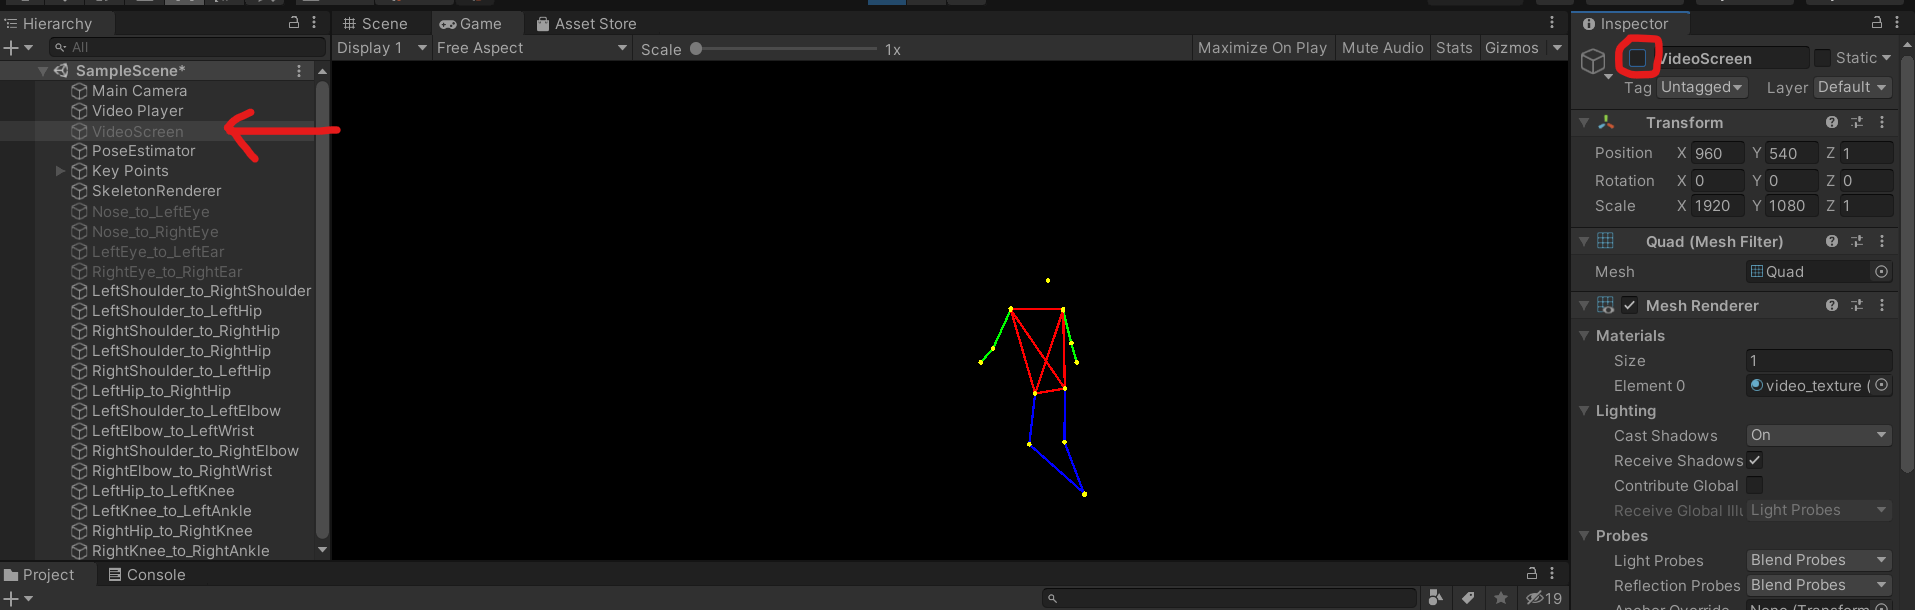 Hierarchy
All
SampleScene*
Main Camera
Video Player
VideoScreen
PoseEstimator
Key Points
SkeletonRenderer
Nose_to_LeftEye
Nose_to_RightEye
LeftEye_to_LeftEar
RightEye_to_RightEar
LeftShoulder_to_RightShoulder
LeftShoulder_to_LeftHip
RightShoulder_to_RightHip
LeftShoulder_to_RightHip
RightShoulder_to_LeftHip
LeftHip_to_RightHip
LeftShoulder_to_LeftElbow
LeftElbow_to_LeftWrist
RightShoulder_to_RightElbow
RightElbow_to_RightWrist
LeftHip_to_LeftKnee
LeftKnee_to_LeftAnkle
RightHip_to_RightKnee
RightKnee_to_RightAnkle
Scene Game Asset Store
Display 1 Free Aspect Scale 1x Maximize On Play Mute Audio Stats Gizmos
Project Console
19
Inspector
VideoScreen Static
Tag Untagged Layer Default
Transform
Position X 960 Y 540 Z 1
Rotation X 0 Y 0 Z 0
Scale X 1920 Y 1080 Z 1
Quad (Mesh Filter)
Mesh Quad
Mesh Renderer
Materials
Size 1
Element 0 video_texture (
Lighting
Cast Shadows On
Receive Shadows
Contribute Global
Receive Global Illu Light Probes
Probes
Light Probes Blend Probes
Reflection Probes Blend Probes
Anchor Override None (Transform